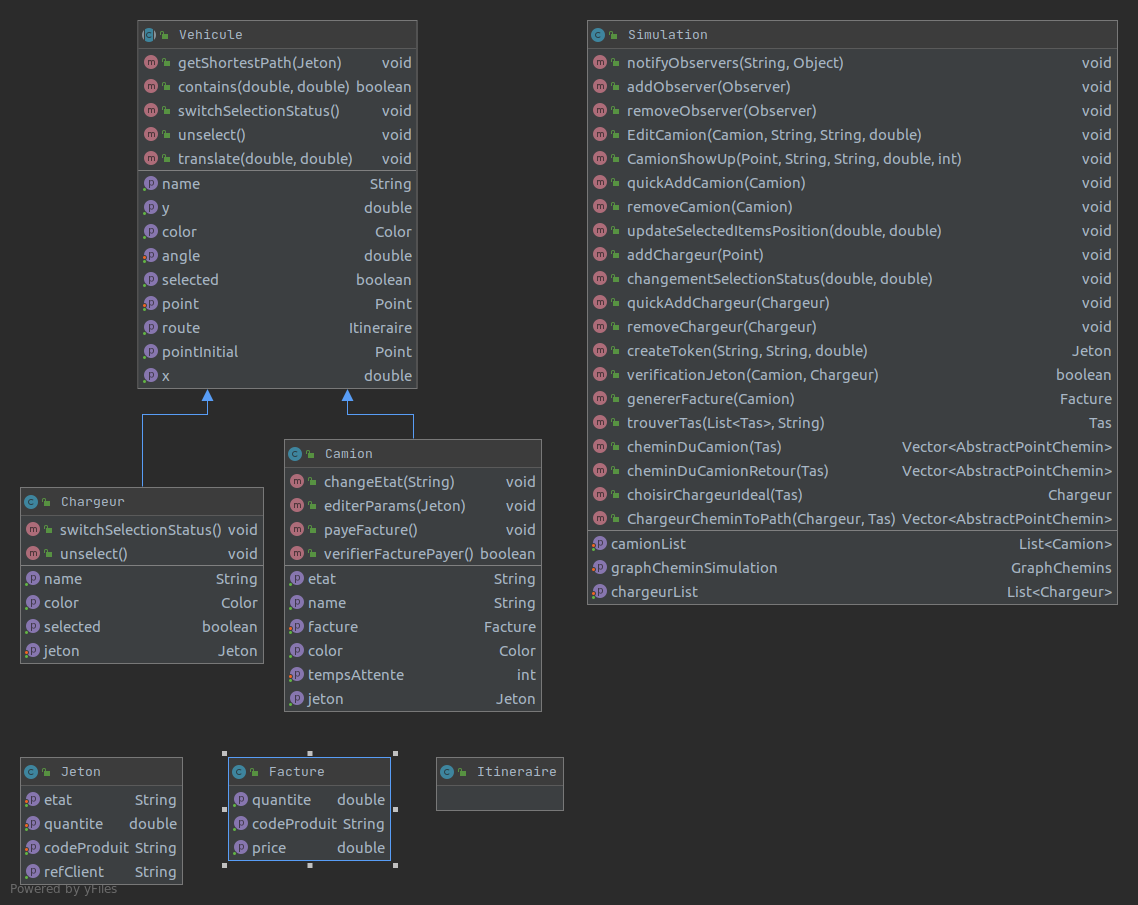 Vehicule
getShortestPath(Jeton) void
contains(double, double) boolean
switchSelectionStatus() void
unselect() void
translate(double, double) void
name String
y double
color Color
angle double
selected boolean
point Point
route Itineraire
pointInitial Point
x double
Simulation
notifyObservers(String, Object) void
addObserver(Observer) void
removeObserver(Observer) void
EditCamion(Camion, String, String, double) void
CamionShowUp(Point, String, String, double, int) void
quickAddCamion(Camion) void
removeCamion(Camion) void
updateSelectedItemsPosition(double, double) void
addChargeur(Point) void
changementSelectionStatus(double, double) void
quickAddChargeur(Chargeur) void
removeChargeur(Chargeur) void
createToken(String, String, double) Jeton
verificationJeton(Camion, Chargeur) boolean
genererFacture(Camion) Facture
trouverTas(List<Tas>, String) Tas
cheminDuCamion(Tas) Vector<AbstractPointChemin>
cheminDuCamionRetour(Tas) Vector<AbstractPointChemin>
choisirChargeurIdeal(Tas) Chargeur
ChargeurCheminToPath(Chargeur, Tas) Vector<AbstractPointChemin>
camionList List<Camion>
graphCheminSimulation GraphChemins
chargeurList List<Chargeur>
Chargeur
switchSelectionStatus() void
unselect() void
name String
color Color
selected boolean
jeton Jeton
Camion
changeEtat(String) void
editerParams(Jeton) void
payeFacture() void
verifierFacturePayer() boolean
etat String
name String
facture Facture
color Color
tempsAttente int
jeton Jeton
Jeton
etat String
quantite double
codeProduit String
refClient String
Facture
quantite double
codeProduit String
price double
Itineraire
Powered by yFiles